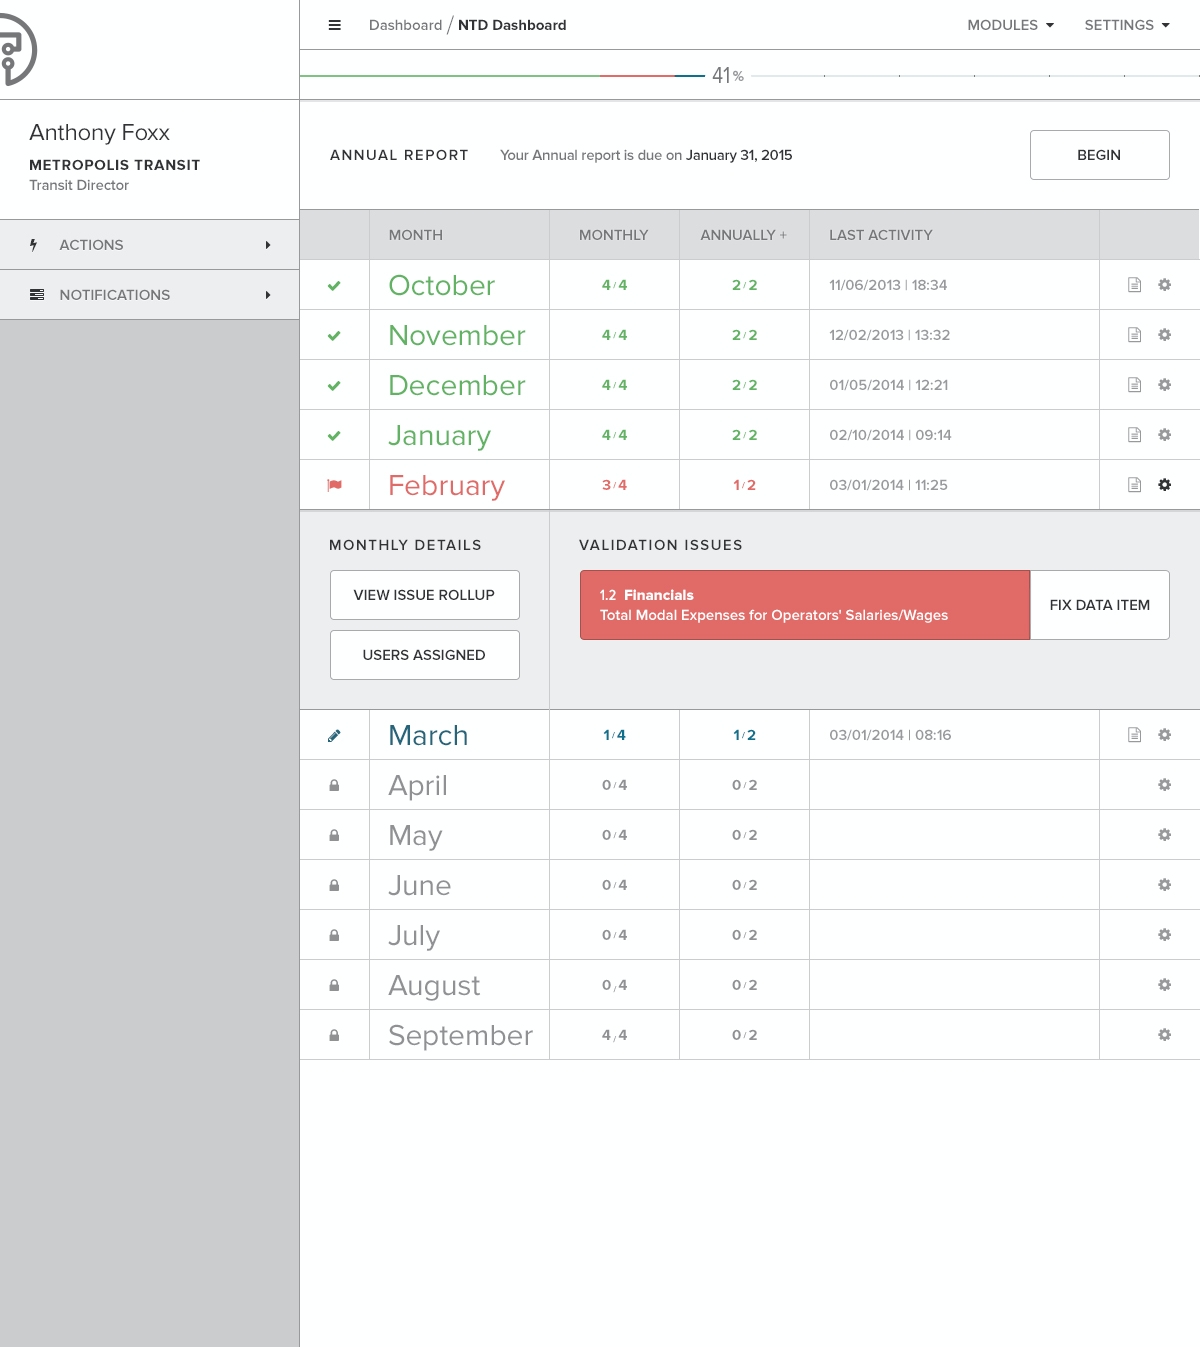 Dashboard / NTD Dashboard MODULES SETTINGS
41%
Anthony Foxx
METROPOLIS TRANSIT
Transit Director
ACTIONS
NOTIFICATIONS
ANNUAL REPORT Your Annual report is due on January 31, 2015 BEGIN
MONTH MONTHLY ANNUALLY + LAST ACTIVITY
October 4/4 2/2 11/06/2013 | 18:34
November 4/4 2/2 12/02/2013 | 13:32
December 4/4 2/2 01/05/2014 | 12:21
January 4/4 2/2 02/10/2014 | 09:14
February 3/4 1/2 03/01/2014 | 11:25
MONTHLY DETAILS
VIEW ISSUE ROLLUP
USERS ASSIGNED
VALIDATION ISSUES
1.2 Financials
Total Modal Expenses for Operators' Salaries/Wages
FIX DATA ITEM
March 1/4 1/2 03/01/2014 | 08:16
April 0/4 0/2
May 0/4 0/2
June 0/4 0/2
July 0/4 0/2
August 0/4 0/2
September 4/4 0/2